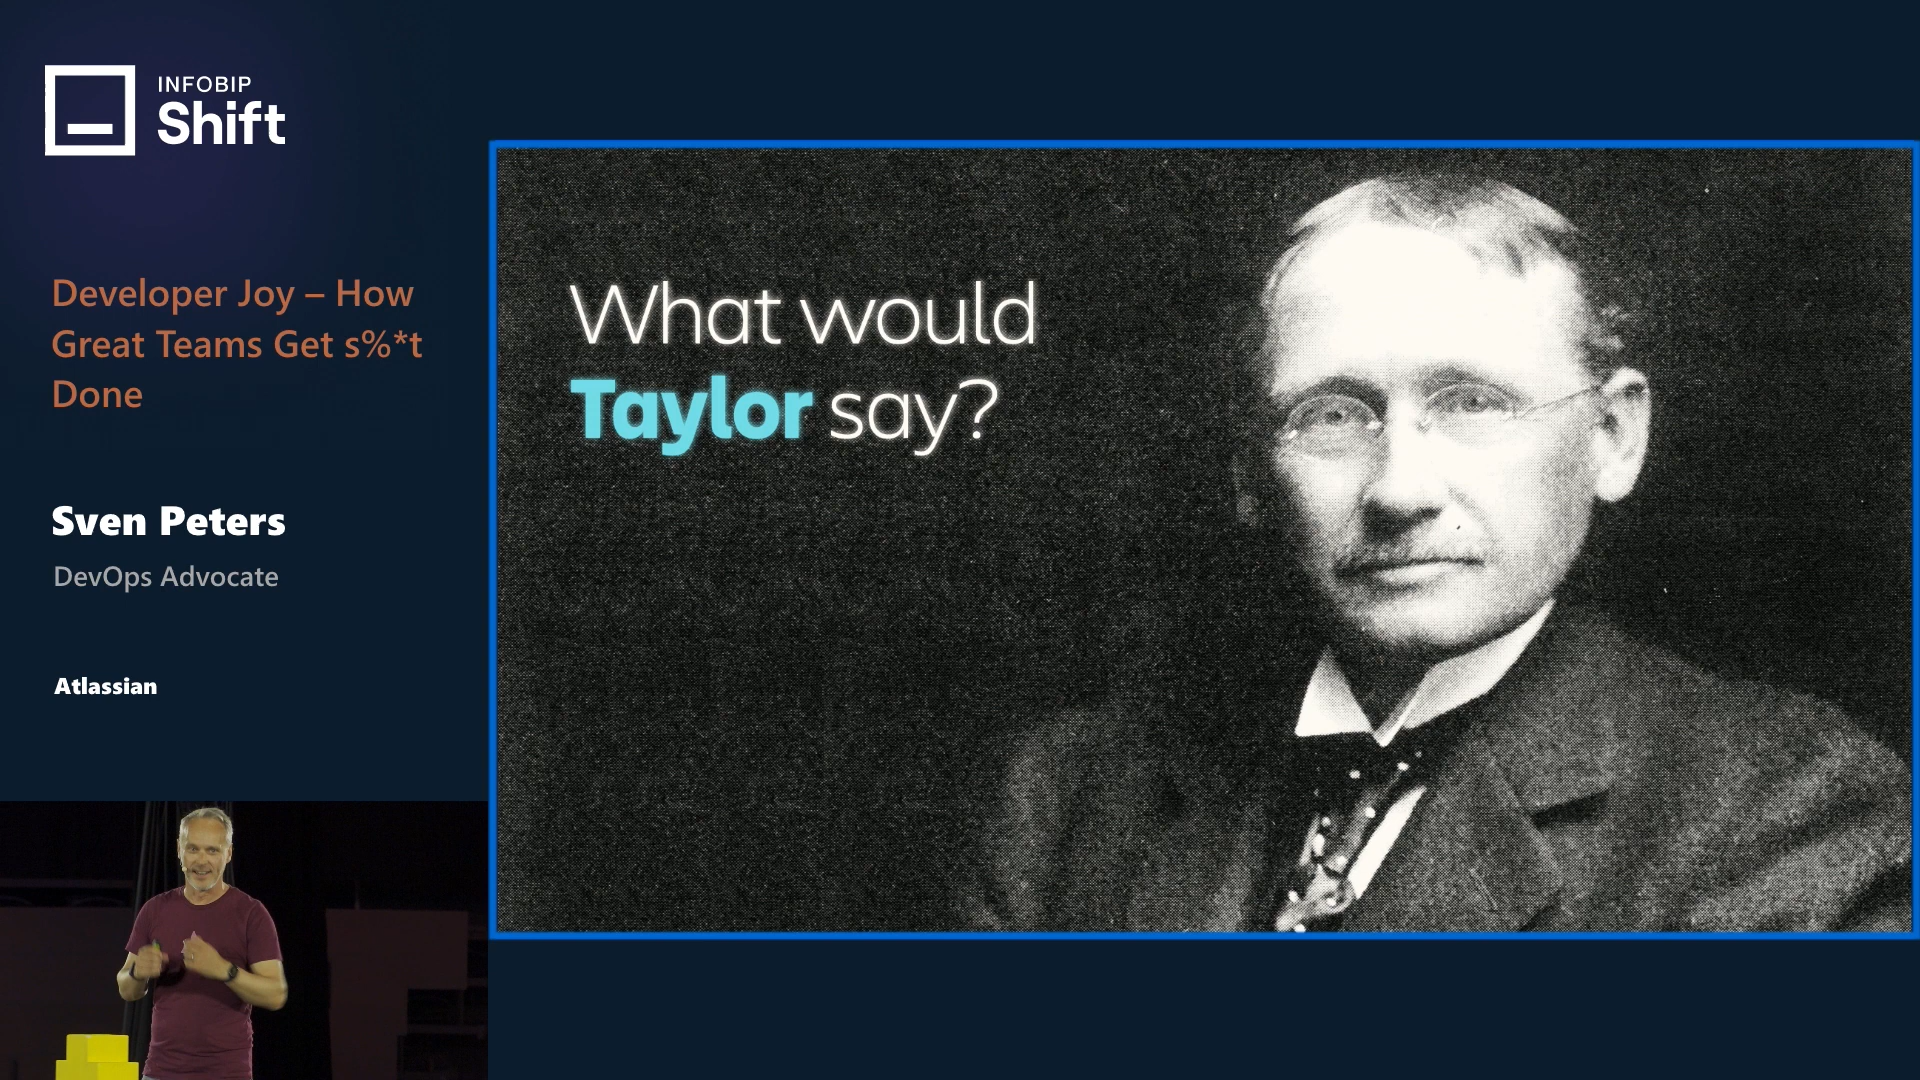 INFOBIP
Shift
Developer Joy – How
Great Teams Get s%*t
Done
Sven Peters
DevOps Advocate
Atlassian
What would
Taylor say?